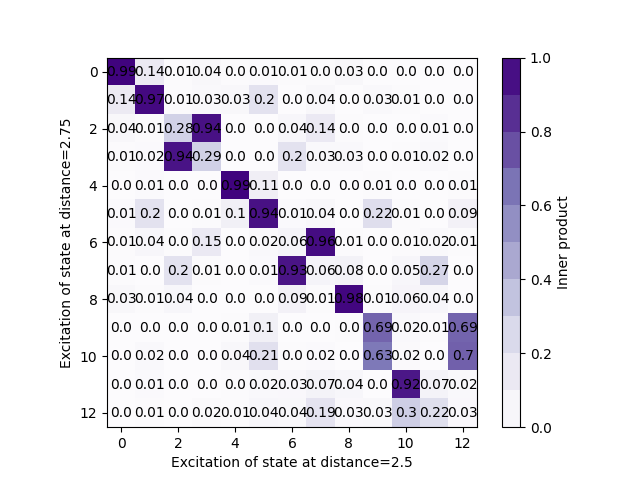 Excitation of state at distance=2.75
0 0.99 0.14 0.01 0.04 0.0 0.01 0.01 0.0 0.03 0.0 0.0 0.0 0.0
0.14 0.97 0.01 0.03 0.03 0.2 0.0 0.04 0.0 0.03 0.01 0.0 0.0
2 0.04 0.01 0.28 0.94 0.0 0.0 0.04 0.14 0.0 0.0 0.0 0.01 0.0
0.01 0.02 0.94 0.29 0.0 0.0 0.2 0.03 0.03 0.0 0.01 0.02 0.0
4 0.0 0.01 0.0 0.0 0.99 0.11 0.0 0.0 0.0 0.01 0.0 0.0 0.01
0.01 0.2 0.0 0.0 0.1 0.94 0.01 0.04 0.0 0.22 0.01 0.0 0.09
6 0.01 0.04 0.0 0.15 0.0 0.02 0.06 0.96 0.01 0.0 0.01 0.02 0.01
0.01 0.0 0.2 0.01 0.0 0.01 0.93 0.06 0.08 0.0 0.05 0.27 0.0
8 0.03 0.01 0.04 0.0 0.0 0.0 0.09 0.01 0.98 0.01 0.06 0.04 0.0
0.0 0.0 0.0 0.0 0.01 0.1 0.0 0.0 0.0 0.69 0.02 0.01 0.69
10 0.0 0.02 0.0 0.0 0.04 0.21 0.0 0.02 0.0 0.63 0.02 0.0 0.7
0.0 0.01 0.0 0.0 0.0 0.02 0.03 0.07 0.04 0.0 0.92 0.07 0.02
12 0.0 0.01 0.0 0.02 0.01 0.04 0.04 0.19 0.03 0.03 0.3 0.22 0.03
0 2 4 6 8 10 12
Excitation of state at distance=2.5
1.0
0.8
0.6
0.4
0.2
0.0
Inner product